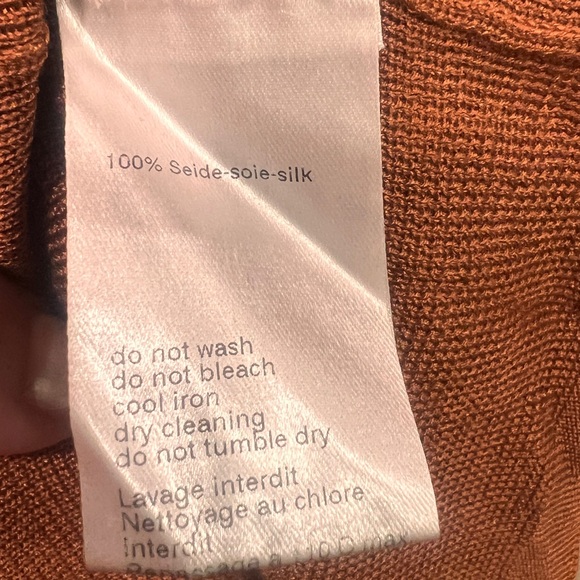 100% Seide-soie-silk
do not wash
do not bleach
cool iron
dry cleaning
do not tumble dry
Lavage interdit
Nettoyage au chlore
interdit
Repassage à